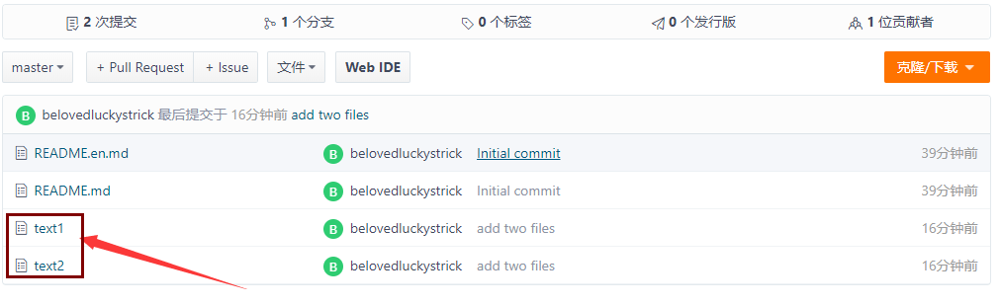 2 次提交 1 个分支 0 个标签 0 个发行版 1 位贡献者
master + Pull Request + Issue 文件 Web IDE 克隆/下载
B belovedluckystrick 最后提交于 16分钟前 add two files
README.en.md B belovedluckystrick Initial commit 39分钟前
README.md B belovedluckystrick Initial commit 39分钟前
text1 B belovedluckystrick add two files 16分钟前
text2 B belovedluckystrick add two files 16分钟前